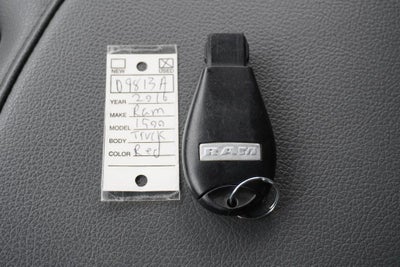 NEW USED
D9813A
YEAR 2016
MAKE Ram
MODEL 1500
BODY Truck
COLOR Red
RAM